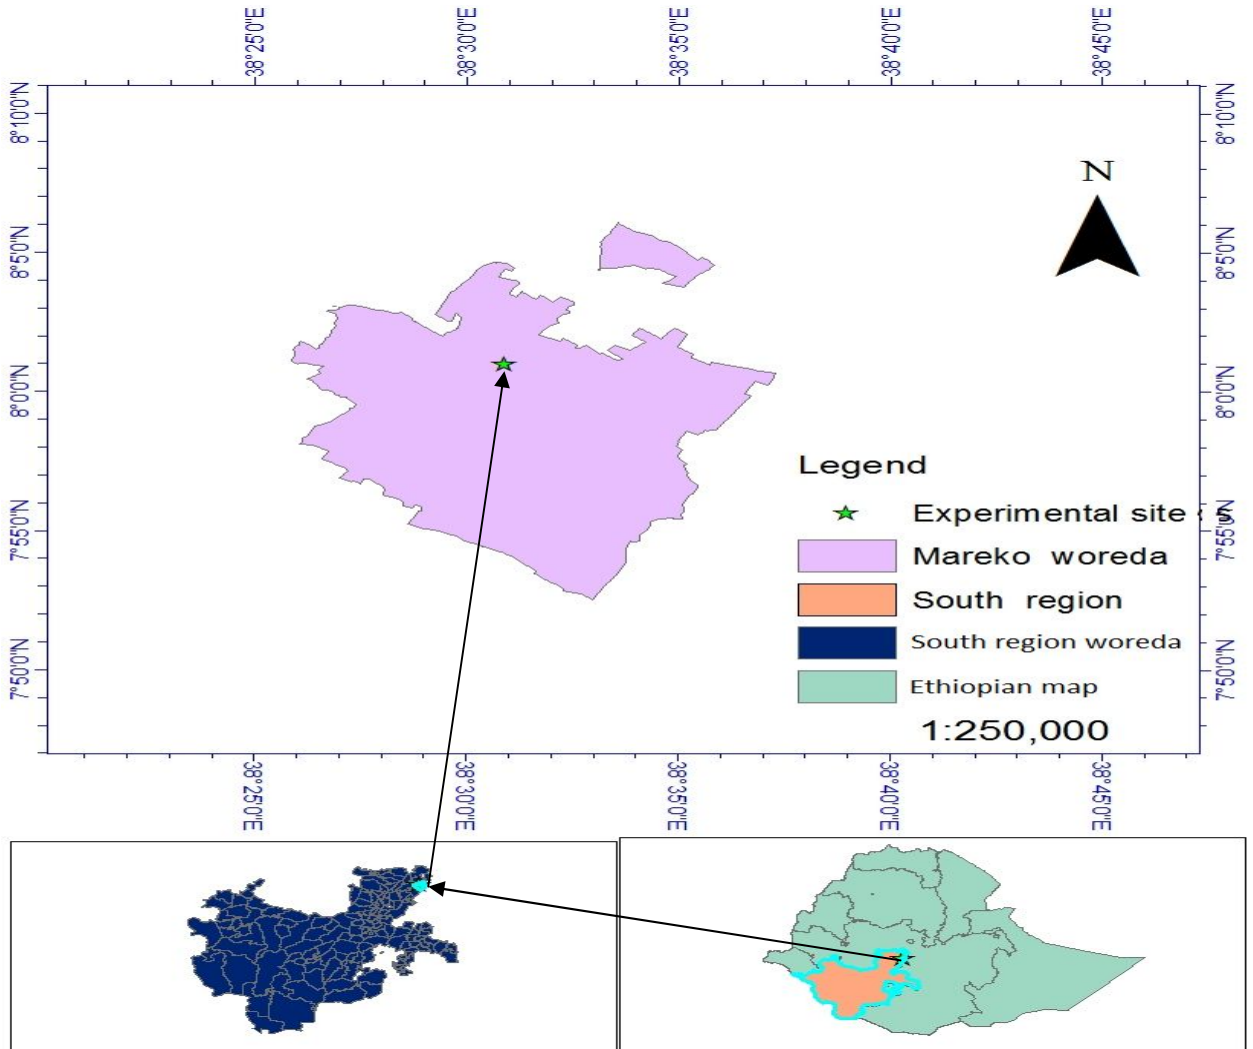 38°25'0"E
38°30'0"E
38°35'0"E
38°40'0"E
38°45'0"E
8°10'0"N
8°10'0"N
N
8°5'0"N
8°5'0"N
8°0'0"N
8°0'0"N
Legend
Experimental site : s
Mareko woreda
South region
South region woreda
Ethiopian map
1:250,000
7°55'0"N
7°55'0"N
7°50'0"N
7°50'0"N
38°25'0"E
38°30'0"E
38°35'0"E
38°40'0"E
38°45'0"E